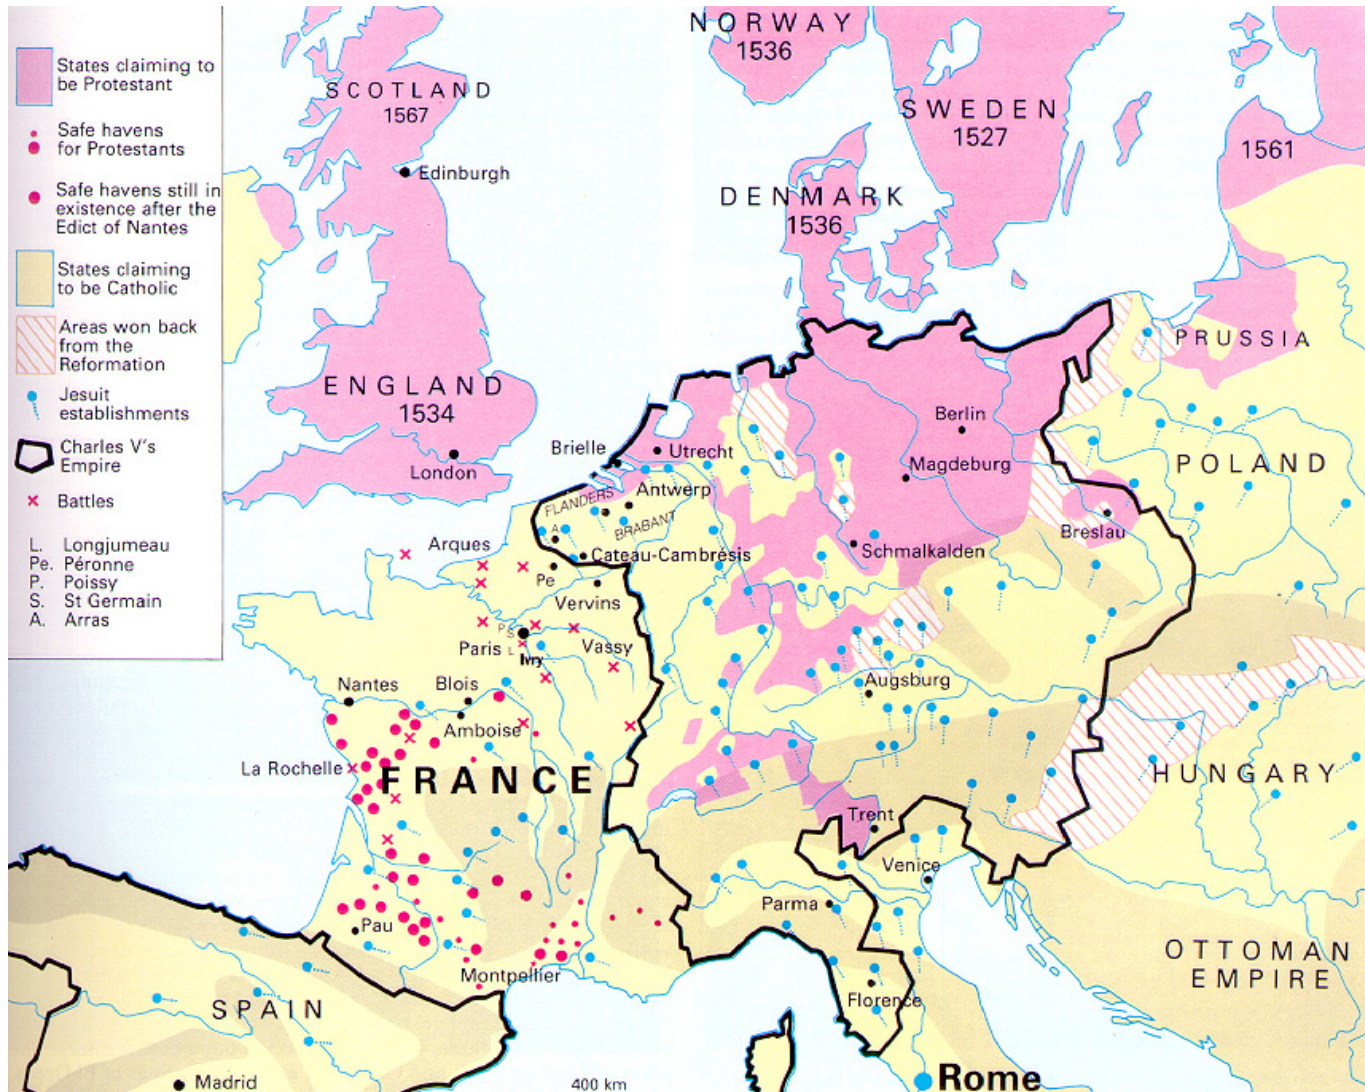 States claiming to
be Protestant
Safe havens
for Protestants
Safe havens still in
existence after the
Edict of Nantes
States claiming
to be Catholic
Areas won back
from the
Reformation
Jesuit
establishments
Charles V's
Empire
Battles
L. Longjumeau
Pe. Péronne
P. Poissy
S. St Germain
A. Arras
NORWAY
1536
SCOTLAND
1567
SWEDEN
1527
1561
Edinburgh
DENMARK
1536
PRUSSIA
ENGLAND
1534
Berlin
Brielle
Utrecht
London
Magdeburg
POLAND
FLANDERS
Antwerp
A.
BRABANT
Breslau
Arques
Cateau-Cambrésis
Schmalkalden
Pe
Vervins
P
S
Paris
L
Ivry
Vassy
Nantes
Blois
Augsburg
Amboise
La Rochelle
FRANCE
HUNGARY
Trent
Venice
Parma
Pau
OTTOMAN
EMPIRE
Montpellier
Florence
SPAIN
Madrid
400 km
Rome